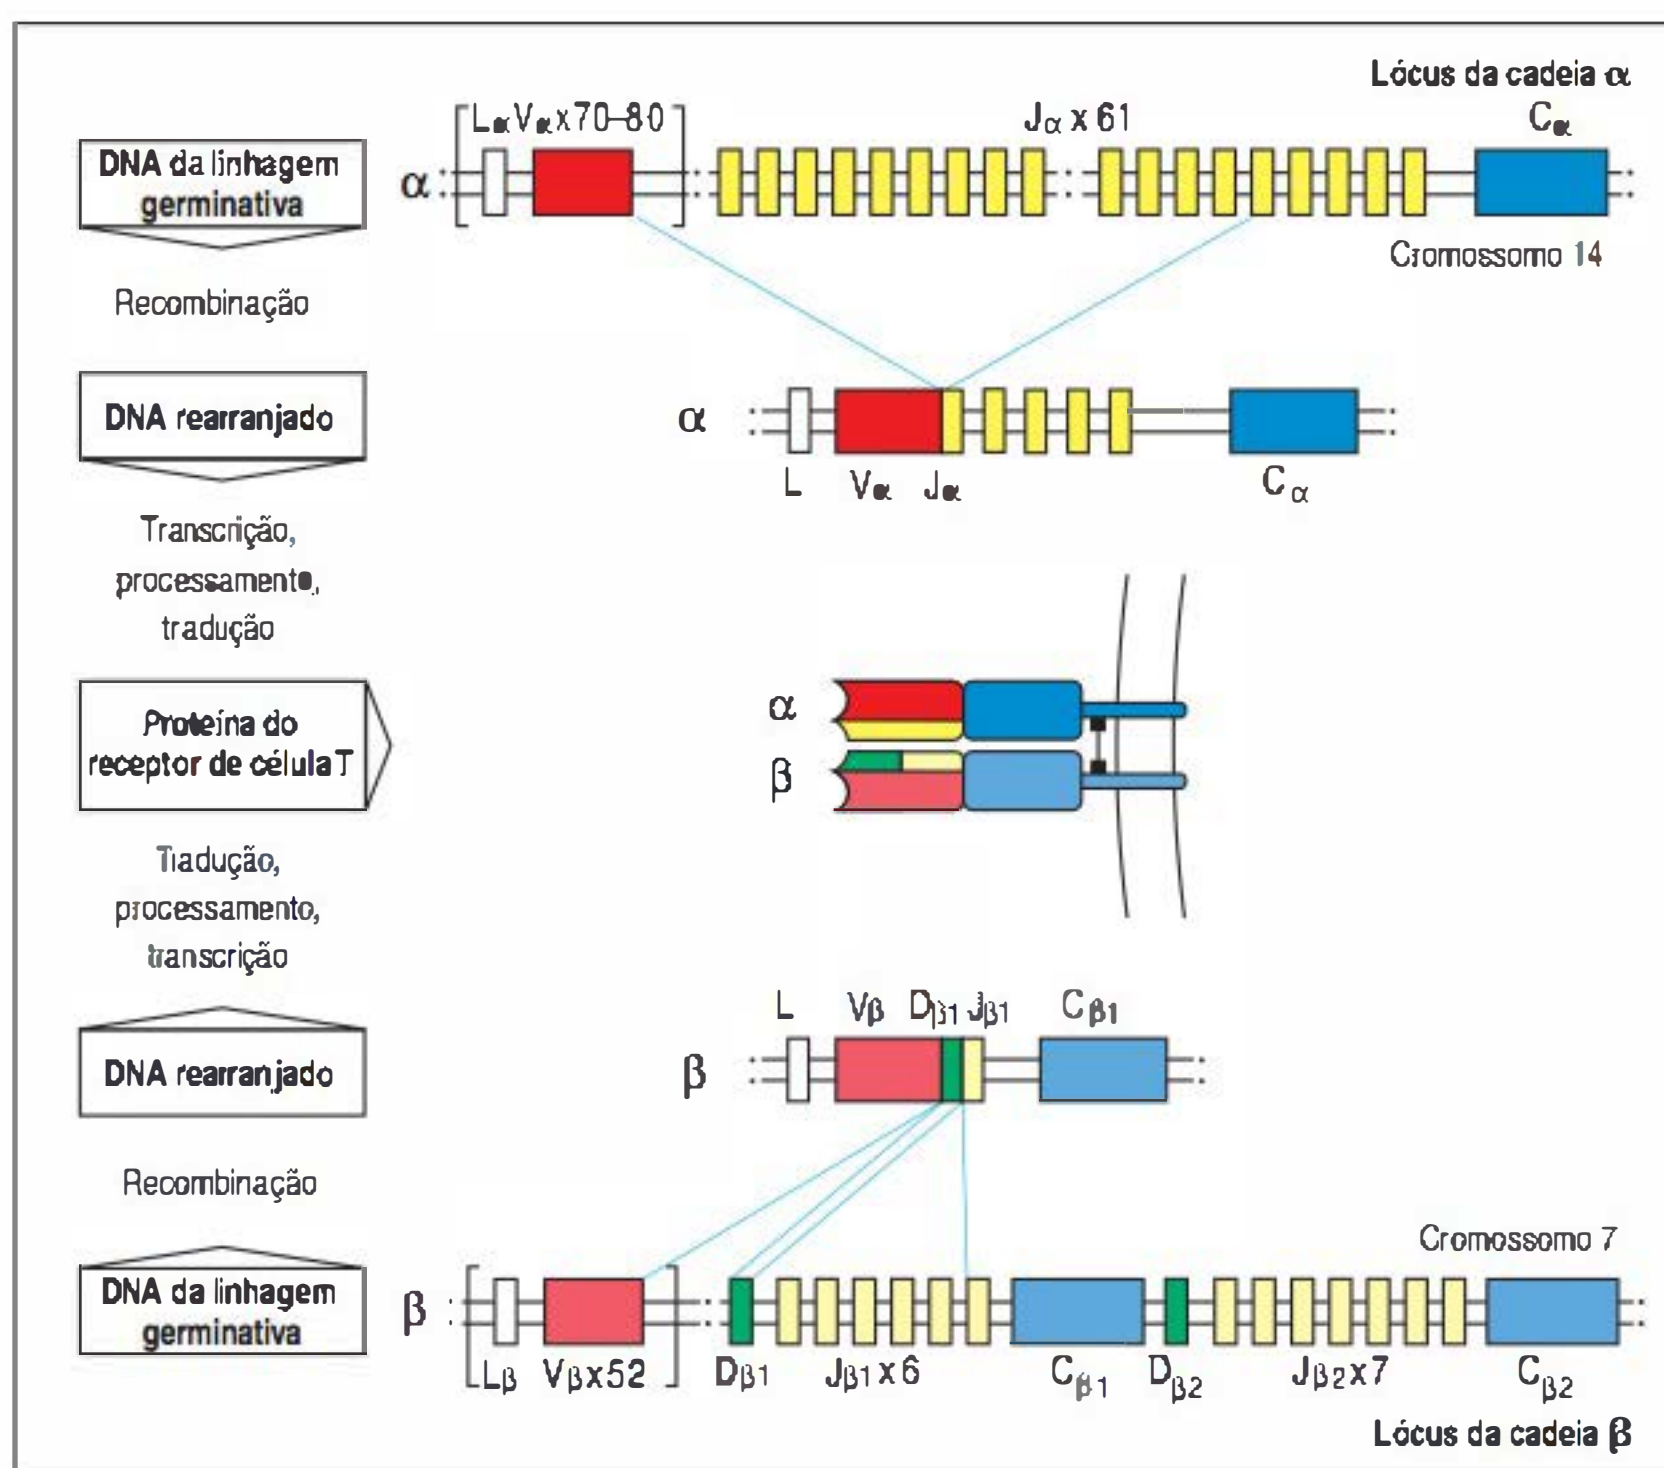 Lócus da cadeia α
LαVαx70–80
Jα x 61
Cα
DNA da linhagem
germinativa
α
Cromossomo 14
Recombinação
DNA rearranjado
α
L Vα Jα Cα
Transcrição,
processamento,
tradução
Proteína do
receptor de célula T
α
β
Tradução,
processamento,
transcrição
L Vβ Dβ1 Jβ1 Cβ1
DNA rearranjado
β
Recombinação
Cromossomo 7
DNA da linhagem
germinativa
β
Lβ Vβx52 Dβ1 Jβ1 x 6 Cβ1 Dβ2 Jβ2 x 7 Cβ2
Lócus da cadeia β